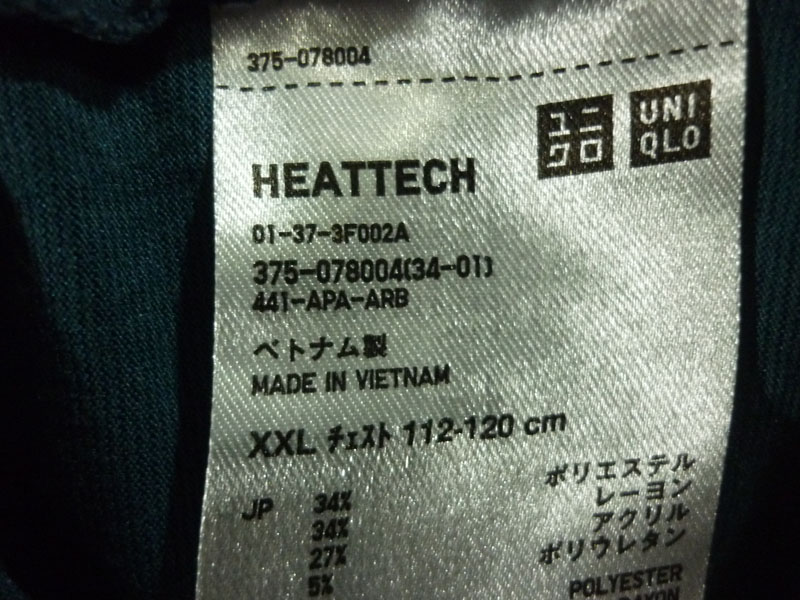 375-078004
ユニ
クロ
UNI
QLO
HEATTECH
01-37-3F002A
375-078004(34-01)
441-APA-ARB
ベトナム製
MADE IN VIETNAM
XXL チェスト 112-120 cm
JP 34% ポリエステル
34% レーヨン
27% アクリル
5% ポリウレタン
POLYESTER
RAYON